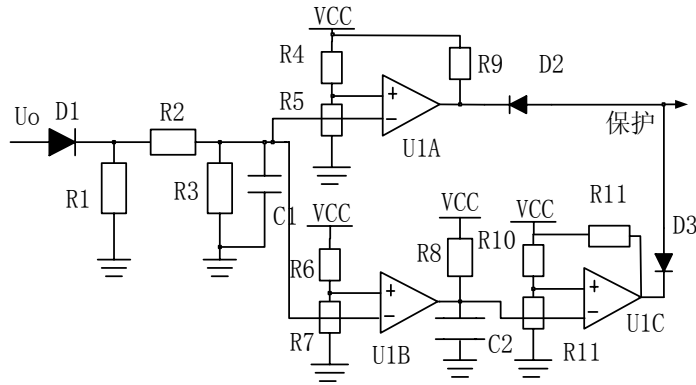 VCC
R4
R9
D2
+
R5
Uo
D1
R2
−
保护
U1A
R1
R3
C1
VCC
VCC
VCC
R11
D3
R8
R10
R6
+
+
−
−
R7
U1B
C2
R11
U1C